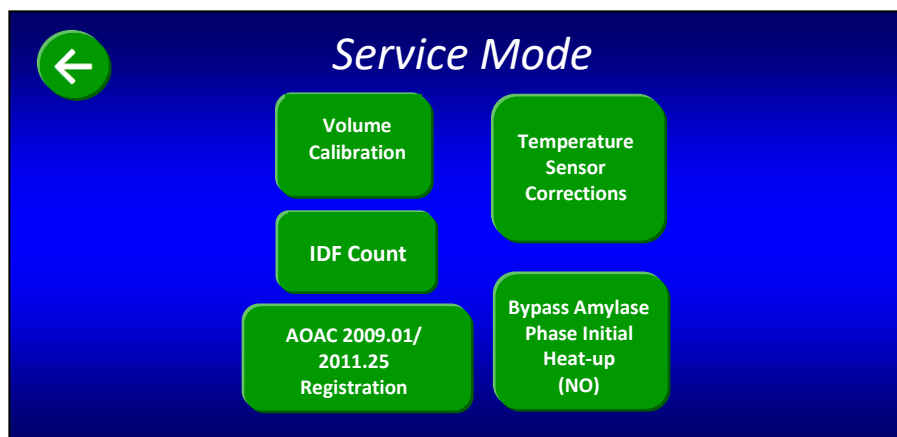 Service Mode
Volume
Calibration
Temperature
Sensor
Corrections
IDF Count
AOAC 2009.01/
2011.25
Registration
Bypass Amylase
Phase Initial
Heat-up
(NO)